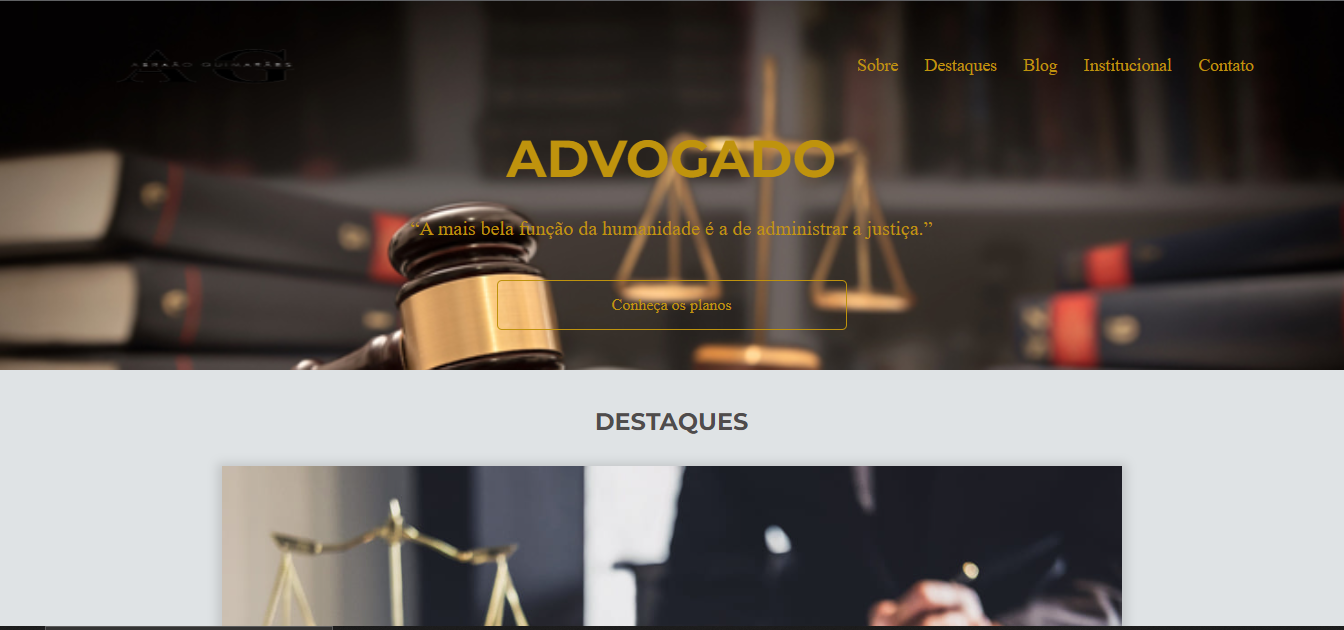 ABRAÃO GUIMARÃES
AG
Sobre Destaques Blog Institucional Contato
ADVOGADO
“A mais bela função da humanidade é a de administrar a justiça.”
Conheça os planos
DESTAQUES